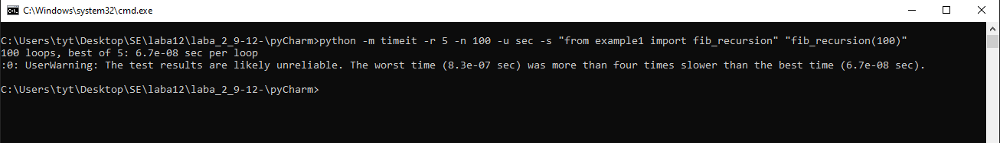 C:\Windows\system32\cmd.exe
C:\Users\tyt\Desktop\SE\laba12\laba_2_9-12-\pyCharm>python -m timeit -r 5 -n 100 -u sec -s "from example1 import fib_recursion" "fib_recursion(100)"
100 loops, best of 5: 6.7e-08 sec per loop
:0: UserWarning: The test results are likely unreliable. The worst time (8.3e-07 sec) was more than four times slower than the best time (6.7e-08 sec).
C:\Users\tyt\Desktop\SE\laba12\laba_2_9-12-\pyCharm>